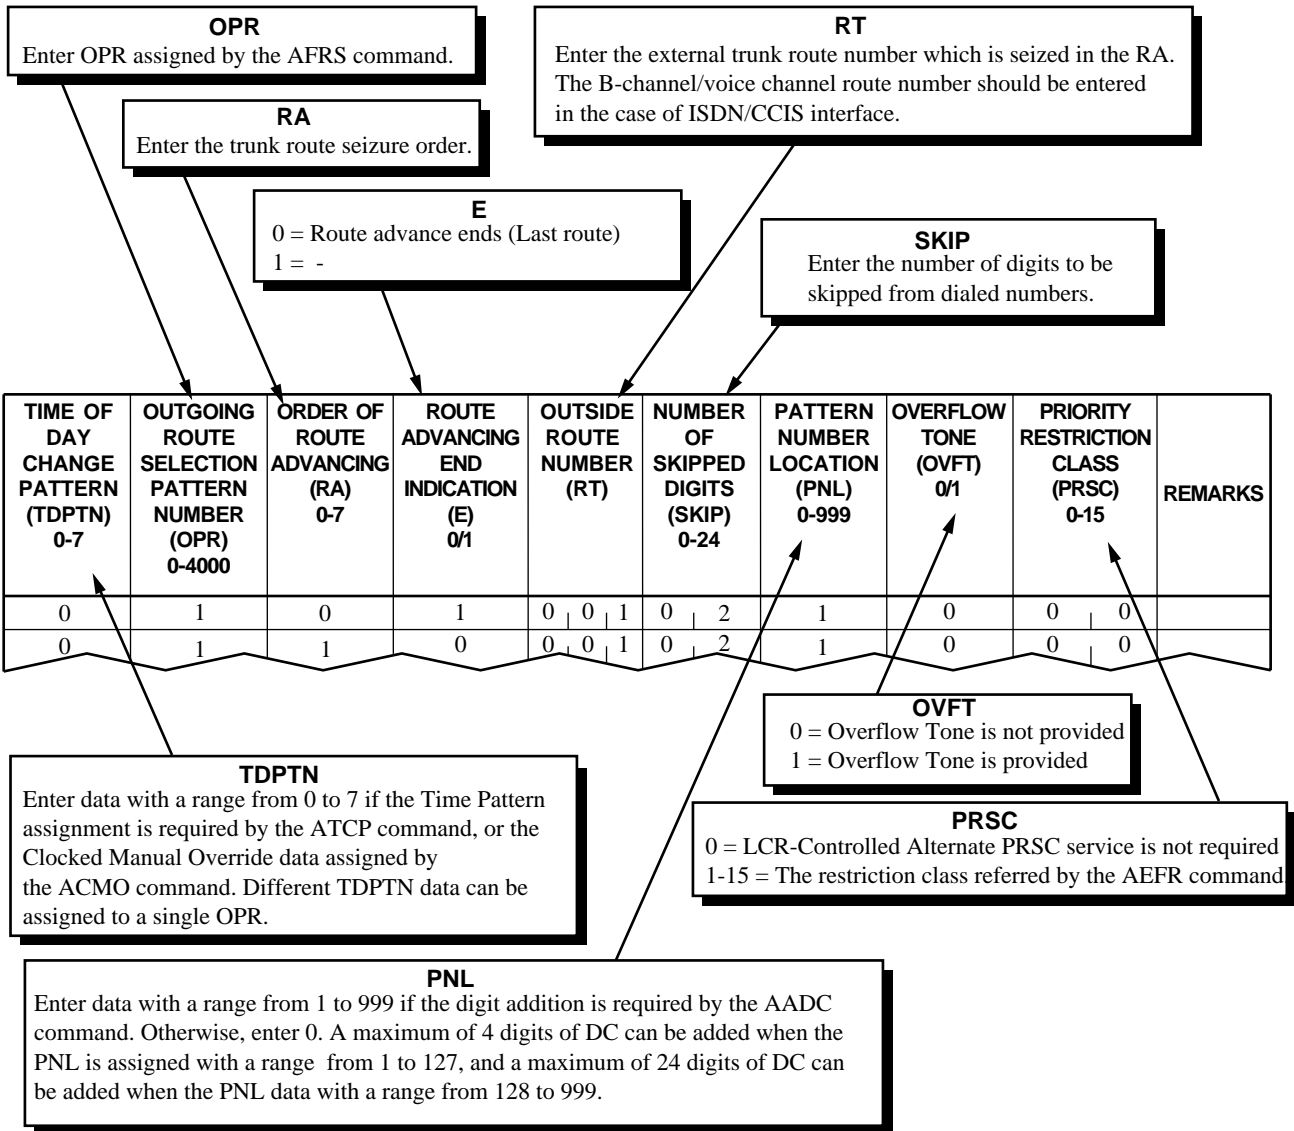 OPR
Enter OPR assigned by the AFRS command.
RT
Enter the external trunk route number which is seized in the RA.
The B-channel/voice channel route number should be entered
in the case of ISDN/CCIS interface.
RA
Enter the trunk route seizure order.
E
0 = Route advance ends (Last route)
1 = -
SKIP
Enter the number of digits to be
skipped from dialed numbers.
TIME OF
DAY
CHANGE
PATTERN
(TDPTN)
0-7
OUTGOING
ROUTE
SELECTION
PATTERN
NUMBER
(OPR)
0-4000
ORDER OF
ROUTE
ADVANCING
(RA)
0-7
ROUTE
ADVANCING
END
INDICATION
(E)
0/1
OUTSIDE
ROUTE
NUMBER
(RT)
NUMBER
OF
SKIPPED
DIGITS
(SKIP)
0-24
PATTERN
NUMBER
LOCATION
(PNL)
0-999
OVERFLOW
TONE
(OVFT)
0/1
PRIORITY
RESTRICTION
CLASS
(PRSC)
0-15
REMARKS
0 1 0 1 0 0 1 0 2 1 0 0 0
0 1 1 0 0 0 1 0 2 1 0 0 0
OVFT
0 = Overflow Tone is not provided
1 = Overflow Tone is provided
TDPTN
Enter data with a range from 0 to 7 if the Time Pattern
assignment is required by the ATCP command, or the
Clocked Manual Override data assigned by
the ACMO command. Different TDPTN data can be
assigned to a single OPR.
PRSC
0 = LCR-Controlled Alternate PRSC service is not required
1-15 = The restriction class referred by the AEFR command.
PNL
Enter data with a range from 1 to 999 if the digit addition is required by the AADC
command. Otherwise, enter 0. A maximum of 4 digits of DC can be added when the
PNL is assigned with a range from 1 to 127, and a maximum of 24 digits of DC can
be added when the PNL data with a range from 128 to 999.